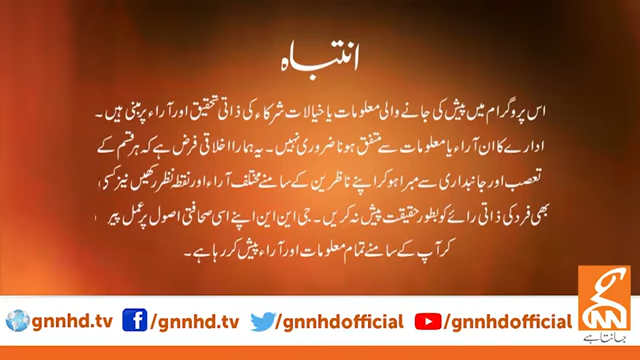 انتباہ
اس پروگرام میں پیش کی جانے والی معلومات یا خیالات شرکاء کی ذاتی تحقیق اور آراء پر مبنی ہیں۔
ادارے کا ان آراء یا معلومات سے متفق ہونا ضروری نہیں۔ یہ ہمارا اخلاقی فرض ہے کہ ہر قسم کے
تعصب اور جانبداری سے مبرا ہو کر اپنے ناظرین کے سامنے مختلف آراء اور نقطہ نظر رکھیں نیز کسی
بھی فرد کی ذاتی رائے کو بطور حقیقت پیش نہ کریں۔ جی این این اپنے اسی صحافتی اصول پر عمل پیر
کر آپ کے سامنے تمام معلومات اور آراء پیش کر رہا ہے۔
gnnhd.tv /gnnhd.tv /gnnhdofficial /gnnhdofficial
GNN
جانتا ہے